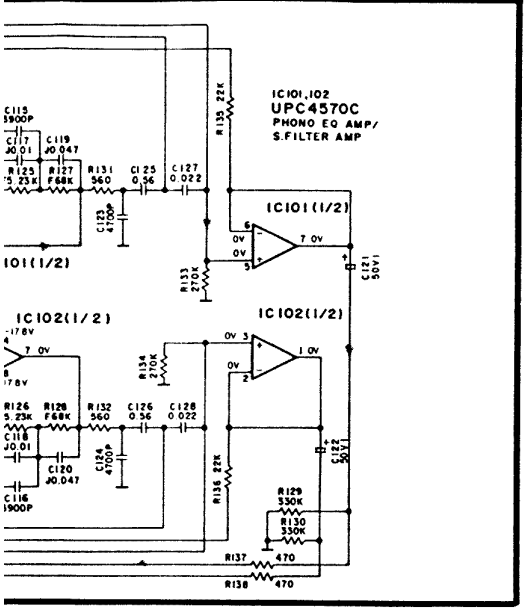 IC101,102
UPC4570C
PHONO EQ AMP/
S.FILTER AMP
R135 22K
C115
3900P
C117
J0.01
C119
J0.047
R125
5.23K
R127
F68K
R131
560
C125
0.56
C127
0.022
C123
4700P
IC101(1/2)
6
0V
0V
5
7 0V
C121
50V1
R133
270K
101(1/2)
IC102(1/2)
-17.8V
4
7 0V
8
17.8V
IC102(1/2)
0V 3
0V
2
1 0V
R134
270K
R126
5.23K
R128
F68K
R132
560
C126
0.56
C128
0.022
C118
J0.01
C120
J0.047
C124
4700P
C116
3900P
R136 22K
C122
50V1
R129
330K
R130
330K
R137
470
R138
470